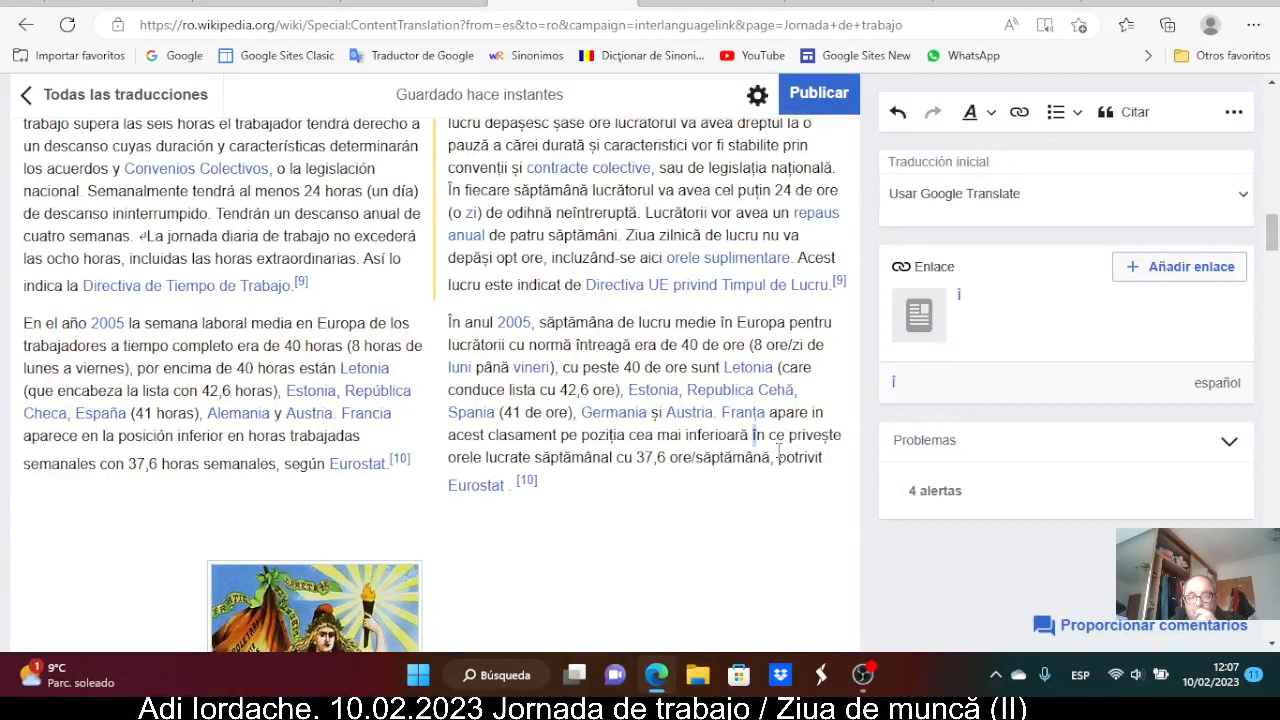 https://ro.wikipedia.org/wiki/Special:ContentTranslation?from=es&to=ro&campaign=interlanguagelink&page=Jornada+de+trabajo
Importar favoritos
Google
Google Sites Clasic
Traductor de Google
WR Sinonimos
Dicţionar de Sinoni...
YouTube
Google Sites New
WhatsApp
Otros favoritos
Todas las traducciones
Guardado hace instantes
Publicar
trabajo supera las seis horas el trabajador tendrá derecho a
un descanso cuyas duración y características determinarán
los acuerdos y Convenios Colectivos, o la legislación
nacional. Semanalmente tendrá al menos 24 horas (un día)
de descanso ininterrumpido. Tendrán un descanso anual de
cuatro semanas. ↲La jornada diaria de trabajo no excederá
las ocho horas, incluidas las horas extraordinarias. Así lo
indica la Directiva de Tiempo de Trabajo.[9]
En el año 2005 la semana laboral media en Europa de los
trabajadores a tiempo completo era de 40 horas (8 horas de
lunes a viernes), por encima de 40 horas están Letonia
(que encabeza la lista con 42,6 horas), Estonia, República
Checa, España (41 horas), Alemania y Austria. Francia
aparece en la posición inferior en horas trabajadas
semanales con 37,6 horas semanales, según Eurostat.[10]
lucru depășesc șase ore lucrătorul va avea dreptul la o
pauză a cărei durată și caracteristici vor fi stabilite prin
convenții și contracte colective, sau de legislația națională.
În fiecare săptămână lucrătorul va avea cel puțin 24 de ore
(o zi) de odihnă neîntreruptă. Lucrătorii vor avea un repaus
anual de patru săptămâni. Ziua zilnică de lucru nu va
depăși opt ore, incluzând-se aici orele suplimentare. Acest
lucru este indicat de Directiva UE privind Timpul de Lucru.[9]
În anul 2005, săptămâna de lucru medie în Europa pentru
lucrătorii cu normă întreagă era de 40 de ore (8 ore/zi de
luni până vineri), cu peste 40 de ore sunt Letonia (care
conduce lista cu 42,6 ore), Estonia, Republica Cehă,
Spania (41 de ore), Germania și Austria. Franța apare in
acest clasament pe poziția cea mai inferioară în ce privește
orele lucrate săptămânal cu 37,6 ore/săptămână, potrivit
Eurostat . [10]
Citar
Traducción inicial
Usar Google Translate
Enlace
+ Añadir enlace
Î
Î
español
Problemas
4 alertas
Proporcionar comentarios
1
9°C
Parc. soleado
Búsqueda
ESP
12:07
10/02/2023
11
Adi Iordache. 10.02.2023 Jornada de trabajo / Ziua de muncă (II)